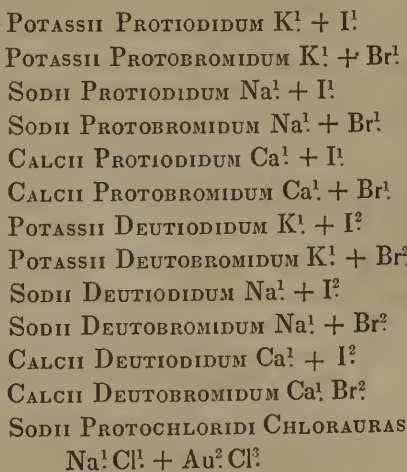 POTASSII PROTIODIDUM K¹. + I¹.
POTASSII PROTOBROMIDUM K¹. + Br¹.
SODII PROTIODIDUM Na¹. + I¹.
SODII PROTOBROMIDUM Na¹. + Br¹.
CALCII PROTIODIDUM Ca¹. + I¹.
CALCII PROTOBROMIDUM Ca¹. + Br¹.
POTASSII DEUTIODIDUM K¹. + I².
POTASSII DEUTOBROMIDUM K¹. + Br²
SODII DEUTIODIDUM Na¹. + I².
SODII DEUTOBROMIDUM Na¹. + Br².
CALCII DEUTIODIDUM Ca¹. + I².
CALCII DEUTOBROMIDUM Ca¹. Br².
SODII PROTOCHLORIDI CHLORAURAS
Na¹. Cl¹. + Au². Cl³.